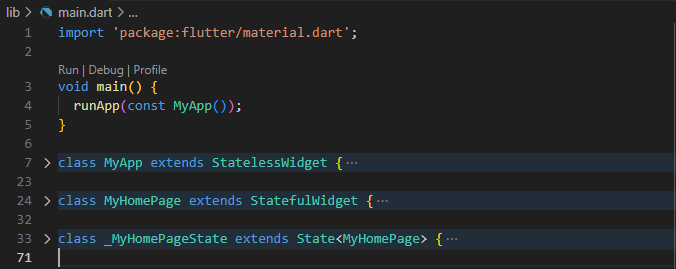 lib > main.dart > ...
1 import 'package:flutter/material.dart';
2
Run | Debug | Profile
3 void main() {
4 runApp(const MyApp());
5 }
6
7 > class MyApp extends StatelessWidget { ...
23
24 > class MyHomePage extends StatefulWidget { ...
32
33 > class _MyHomePageState extends State<MyHomePage> { ...
71